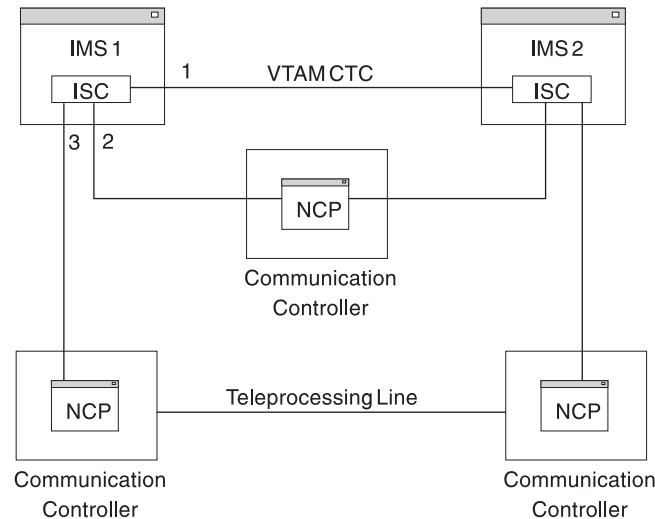 IMS 1
IMS 2
1
VTAM CTC
ISC
ISC
3
2
NCP
Communication
Controller
Teleprocessing Line
NCP
NCP
Communication
Controller
Communication
Controller